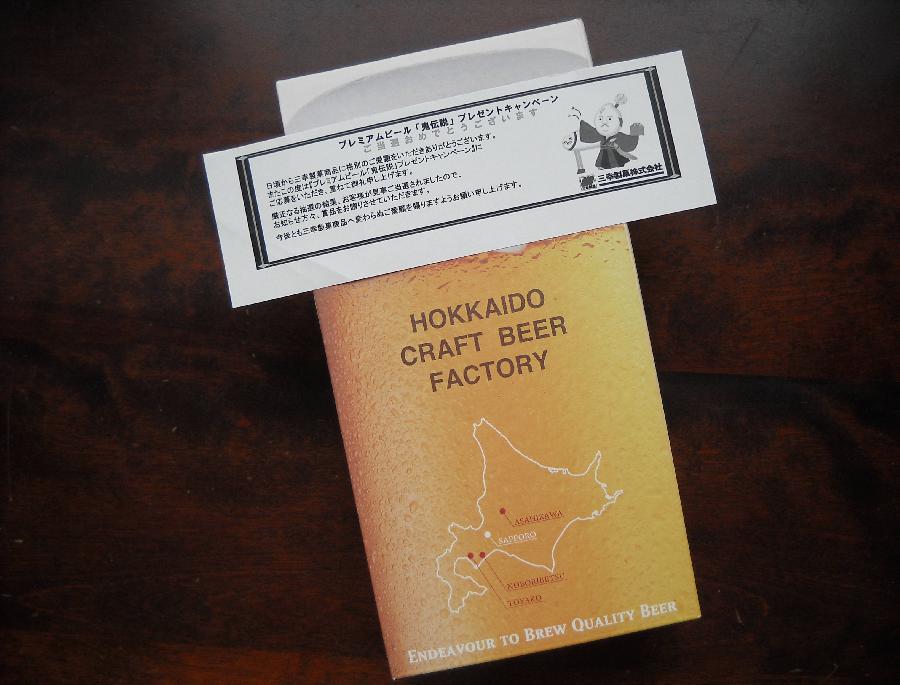 プレミアムビール「鬼伝説」プレゼントキャンペーン
ご当選おめでとうございます
日頃から三幸製菓商品に格別のご愛顧をいただきありがとうございます。
またこの度は『プレミアムビール「鬼伝説」プレゼントキャンペーン』に
ご応募をいただき、重ねて御礼申し上げます。
厳正なる抽選の結果、お客様が見事ご当選されましたので、
お知らせ方々、賞品をお贈りさせていただきます。
今後とも三幸製菓商品へ変わらぬご愛顧を賜りますようお願い申し上げます。
三幸製菓株式会社
HOKKAIDO
CRAFT BEER
FACTORY
ASAHIKAWA
SAPPORO
NOBORIBETSU
TOYAKO
ENDEAVOUR TO BREW QUALITY BEER